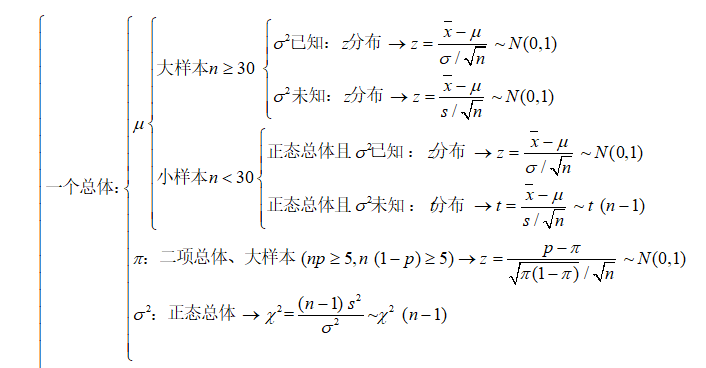 σ²已知：z分布 → z = (x̄ − μ)/(σ/√n) ~ N(0,1)
大样本n ≥ 30
σ²未知：z分布 → z = (x̄ − μ)/(s/√n) ~ N(0,1)
μ
正态总体且σ²已知：z分布 → z = (x̄ − μ)/(σ/√n) ~ N(0,1)
小样本n < 30
一个总体：
正态总体且σ²未知：t分布 → t = (x̄ − μ)/(s/√n) ~ t (n−1)
π：二项总体、大样本 (np ≥ 5, n (1−p) ≥ 5) → z = (p − π)/(√(π(1−π))/√n) ~ N(0,1)
σ²：正态总体 → χ² = ((n−1) s²)/σ² ~ χ² (n−1)